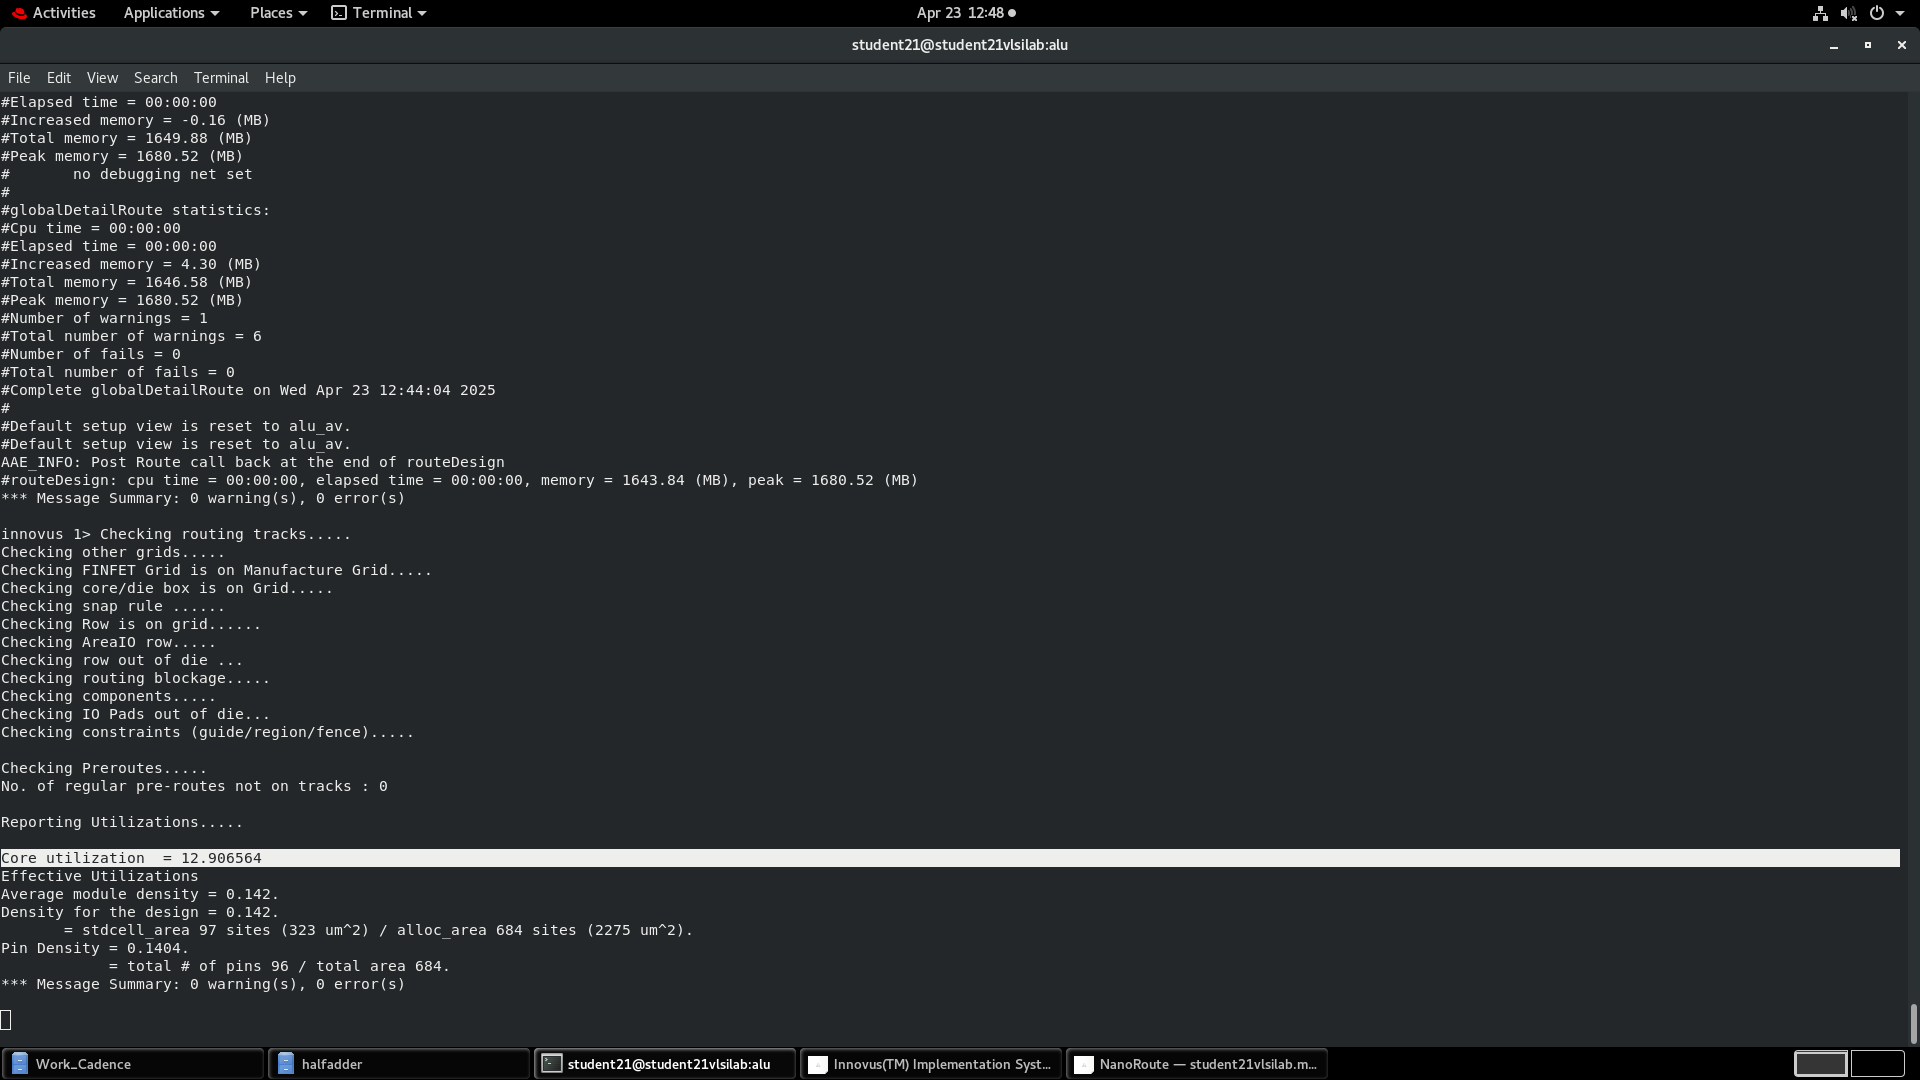 Activities Applications Places Terminal Apr 23 12:48
student21@student21vlsilab:alu
File Edit View Search Terminal Help
#Elapsed time = 00:00:00
#Increased memory = -0.16 (MB)
#Total memory = 1649.88 (MB)
#Peak memory = 1680.52 (MB)
#       no debugging net set
#
#globalDetailRoute statistics:
#Cpu time = 00:00:00
#Elapsed time = 00:00:00
#Increased memory = 4.30 (MB)
#Total memory = 1646.58 (MB)
#Peak memory = 1680.52 (MB)
#Number of warnings = 1
#Total number of warnings = 6
#Number of fails = 0
#Total number of fails = 0
#Complete globalDetailRoute on Wed Apr 23 12:44:04 2025
#
#Default setup view is reset to alu_av.
#Default setup view is reset to alu_av.
AAE_INFO: Post Route call back at the end of routeDesign
#routeDesign: cpu time = 00:00:00, elapsed time = 00:00:00, memory = 1643.84 (MB), peak = 1680.52 (MB)
*** Message Summary: 0 warning(s), 0 error(s)
innovus 1> Checking routing tracks.....
Checking other grids.....
Checking FINFET Grid is on Manufacture Grid.....
Checking core/die box is on Grid.....
Checking snap rule ......
Checking Row is on grid......
Checking AreaIO row.....
Checking row out of die ...
Checking routing blockage.....
Checking components.....
Checking IO Pads out of die...
Checking constraints (guide/region/fence).....
Checking Preroutes.....
No. of regular pre-routes not on tracks : 0
Reporting Utilizations.....
Core utilization  = 12.906564
Effective Utilizations
Average module density = 0.142.
Density for the design = 0.142.
       = stdcell_area 97 sites (323 um^2) / alloc_area 684 sites (2275 um^2).
Pin Density = 0.1404.
            = total # of pins 96 / total area 684.
*** Message Summary: 0 warning(s), 0 error(s)
Work_Cadence halfadder student21@student21vlsilab:alu Innovus(TM) Implementation Syst... NanoRoute — student21vlsilab.m...